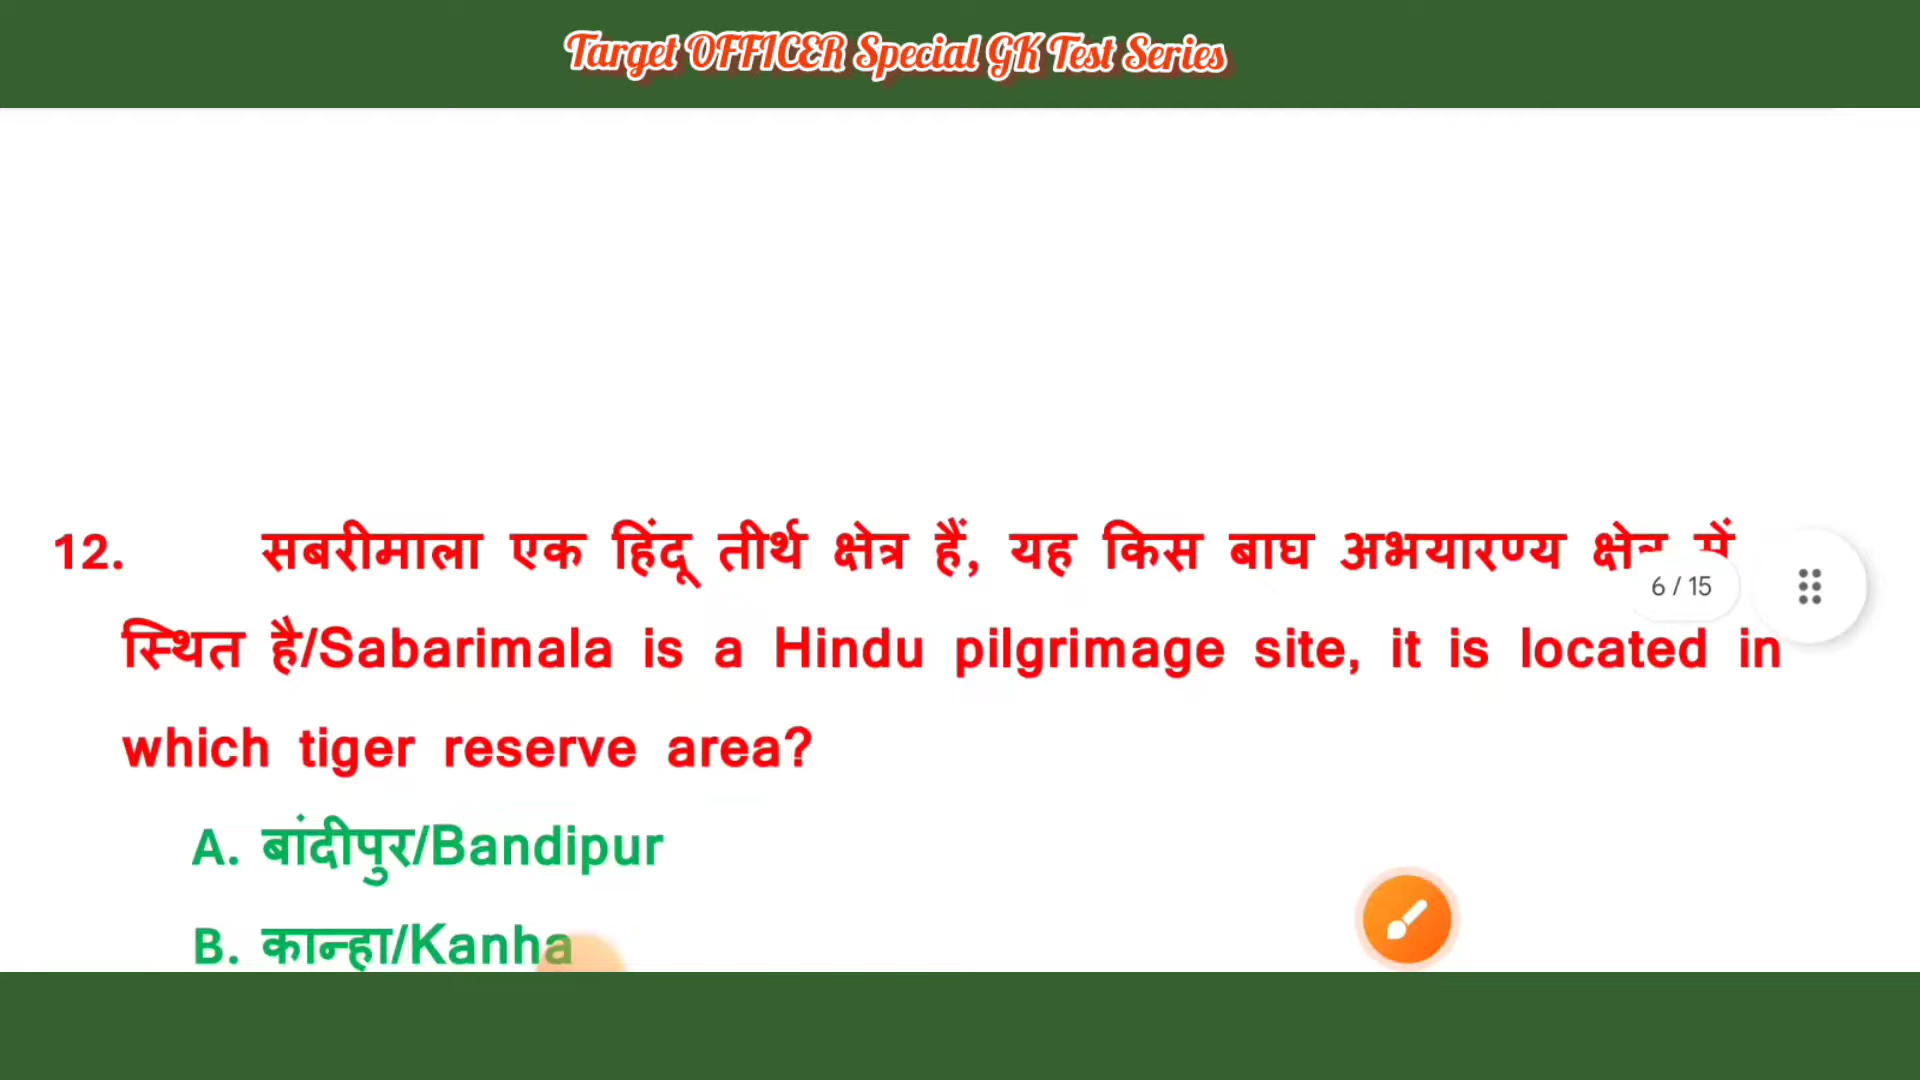 Target OFFICER Special GK Test Series
12. सबरीमाला एक हिंदू तीर्थ क्षेत्र हैं, यह किस बाघ अभयारण्य क्षेत्र में
6 / 15
स्थित है/Sabarimala is a Hindu pilgrimage site, it is located in
which tiger reserve area?
A. बांदीपुर/Bandipur
B. कान्हा/Kanha